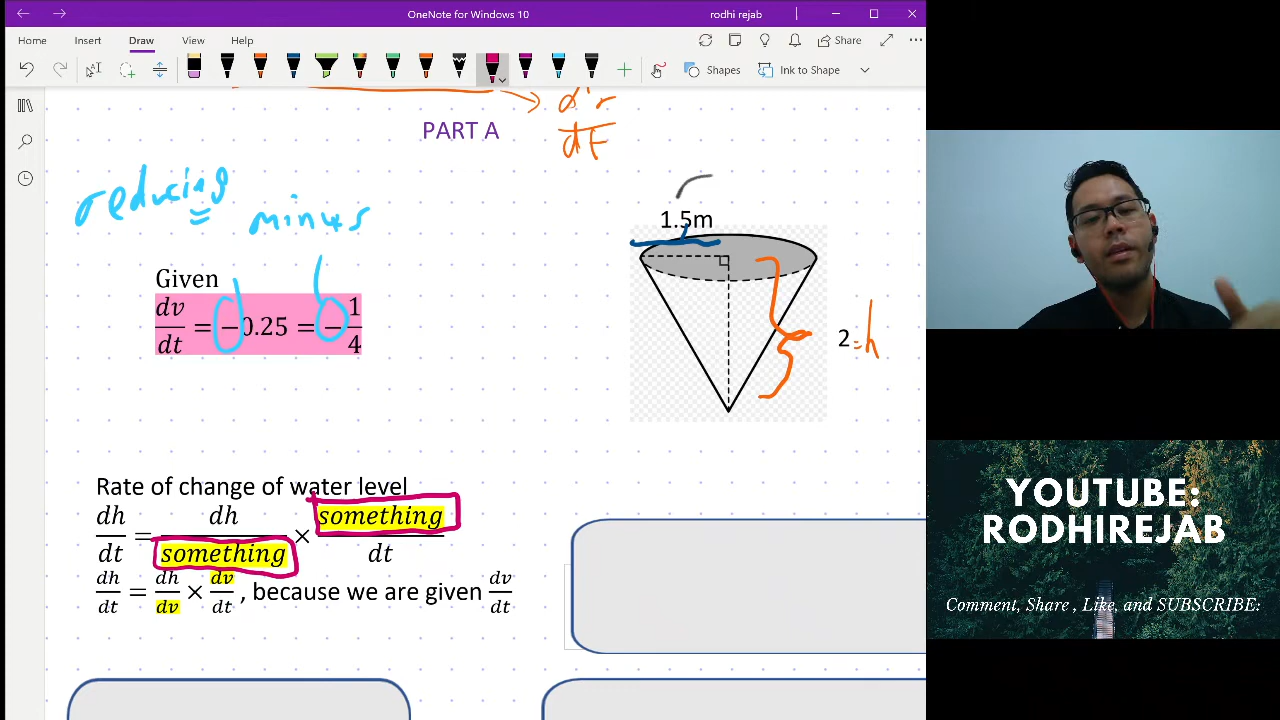 OneNote for Windows 10
rodhi rejab
Home Insert Draw View Help
Share
Shapes
Ink to Shape
dr
dt
PART A
reducing
minus
1.5m
Given
dv/dt = −0.25 = −1/4
2 = h
Rate of change of water level
dh/dt = dh/something × something/dt
dh/dt = dh/dv × dv/dt , because we are given dv/dt
YOUTUBE:
RODHIREJAB
Comment, Share , Like, and SUBSCRIBE: